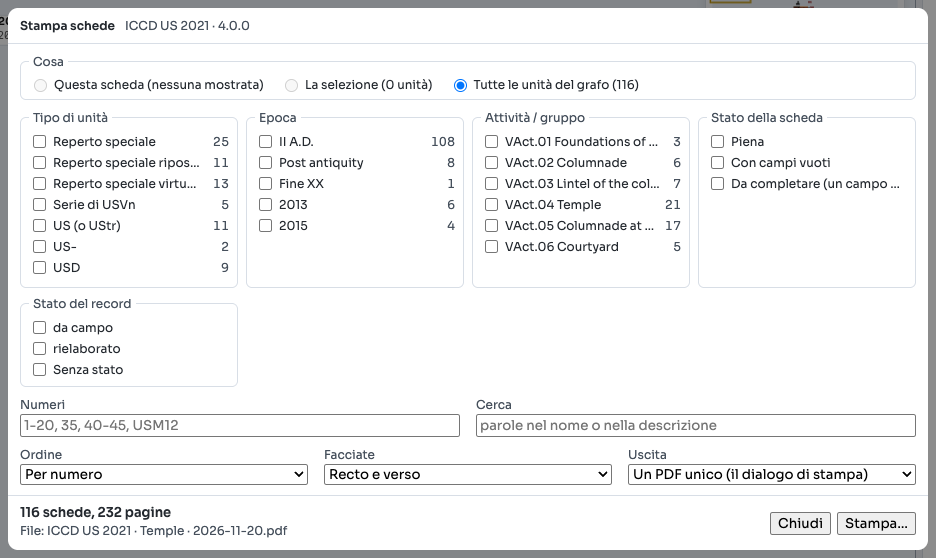 Stampa schede ICCD US 2021 · 4.0.0
Cosa
Questa scheda (nessuna mostrata) La selezione (0 unità) Tutte le unità del grafo (116)
Tipo di unità
Reperto speciale 25
Reperto speciale ripos... 11
Reperto speciale virtu... 13
Serie di USVn 5
US (o UStr) 11
US- 2
USD 9
Epoca
II A.D. 108
Post antiquity 8
Fine XX 1
2013 6
2015 4
Attività / gruppo
VAct.01 Foundations of ... 3
VAct.02 Columnade 6
VAct.03 Lintel of the col... 7
VAct.04 Temple 21
VAct.05 Columnade at ... 17
VAct.06 Courtyard 5
Stato della scheda
Piena
Con campi vuoti
Da completare (un campo ...
Stato del record
da campo
rielaborato
Senza stato
Numeri
1-20, 35, 40-45, USM12
Cerca
parole nel nome o nella descrizione
Ordine
Per numero
Facciate
Recto e verso
Uscita
Un PDF unico (il dialogo di stampa)
116 schede, 232 pagine
File: ICCD US 2021 · Temple · 2026-11-20.pdf
Chiudi Stampa...